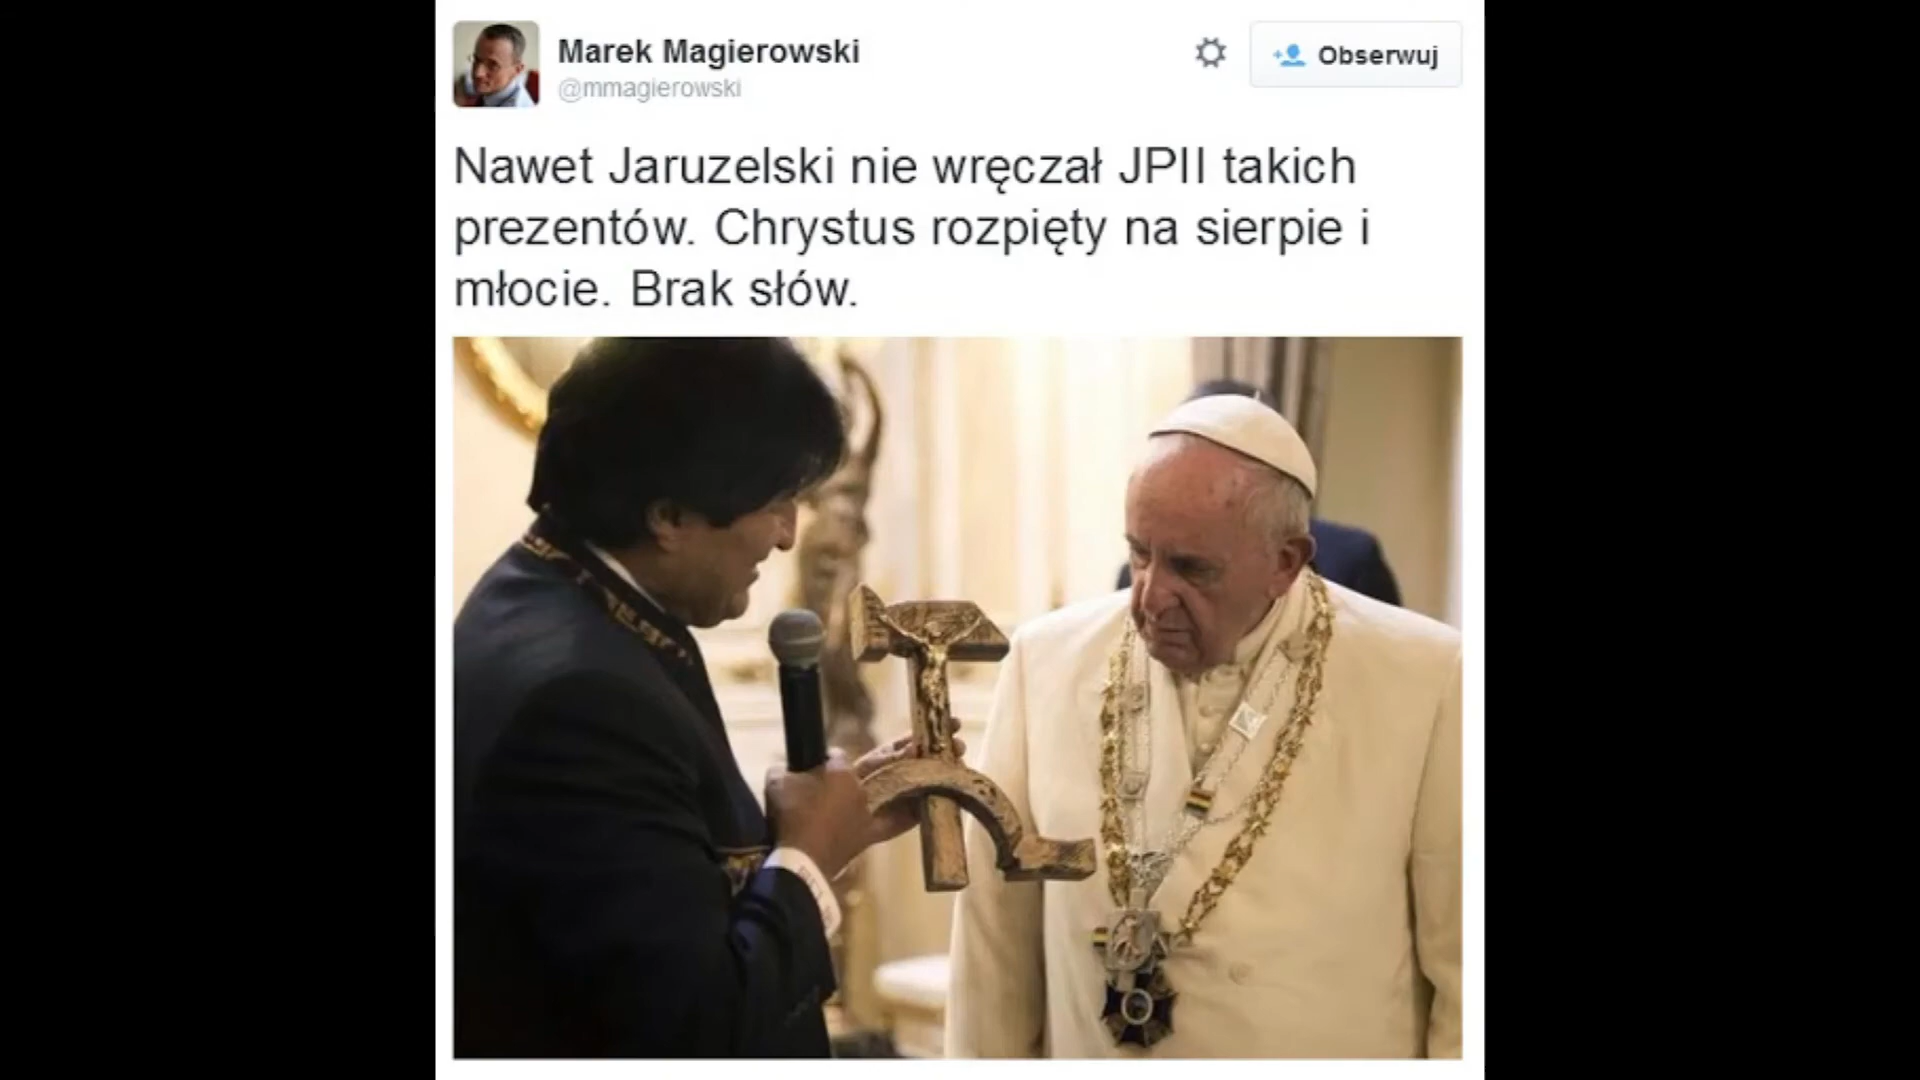 Marek Magierowski
@mmagierowski
Obserwuj
Nawet Jaruzelski nie wręczał JPII takich
prezentów. Chrystus rozpięty na sierpie i
młocie. Brak słów.